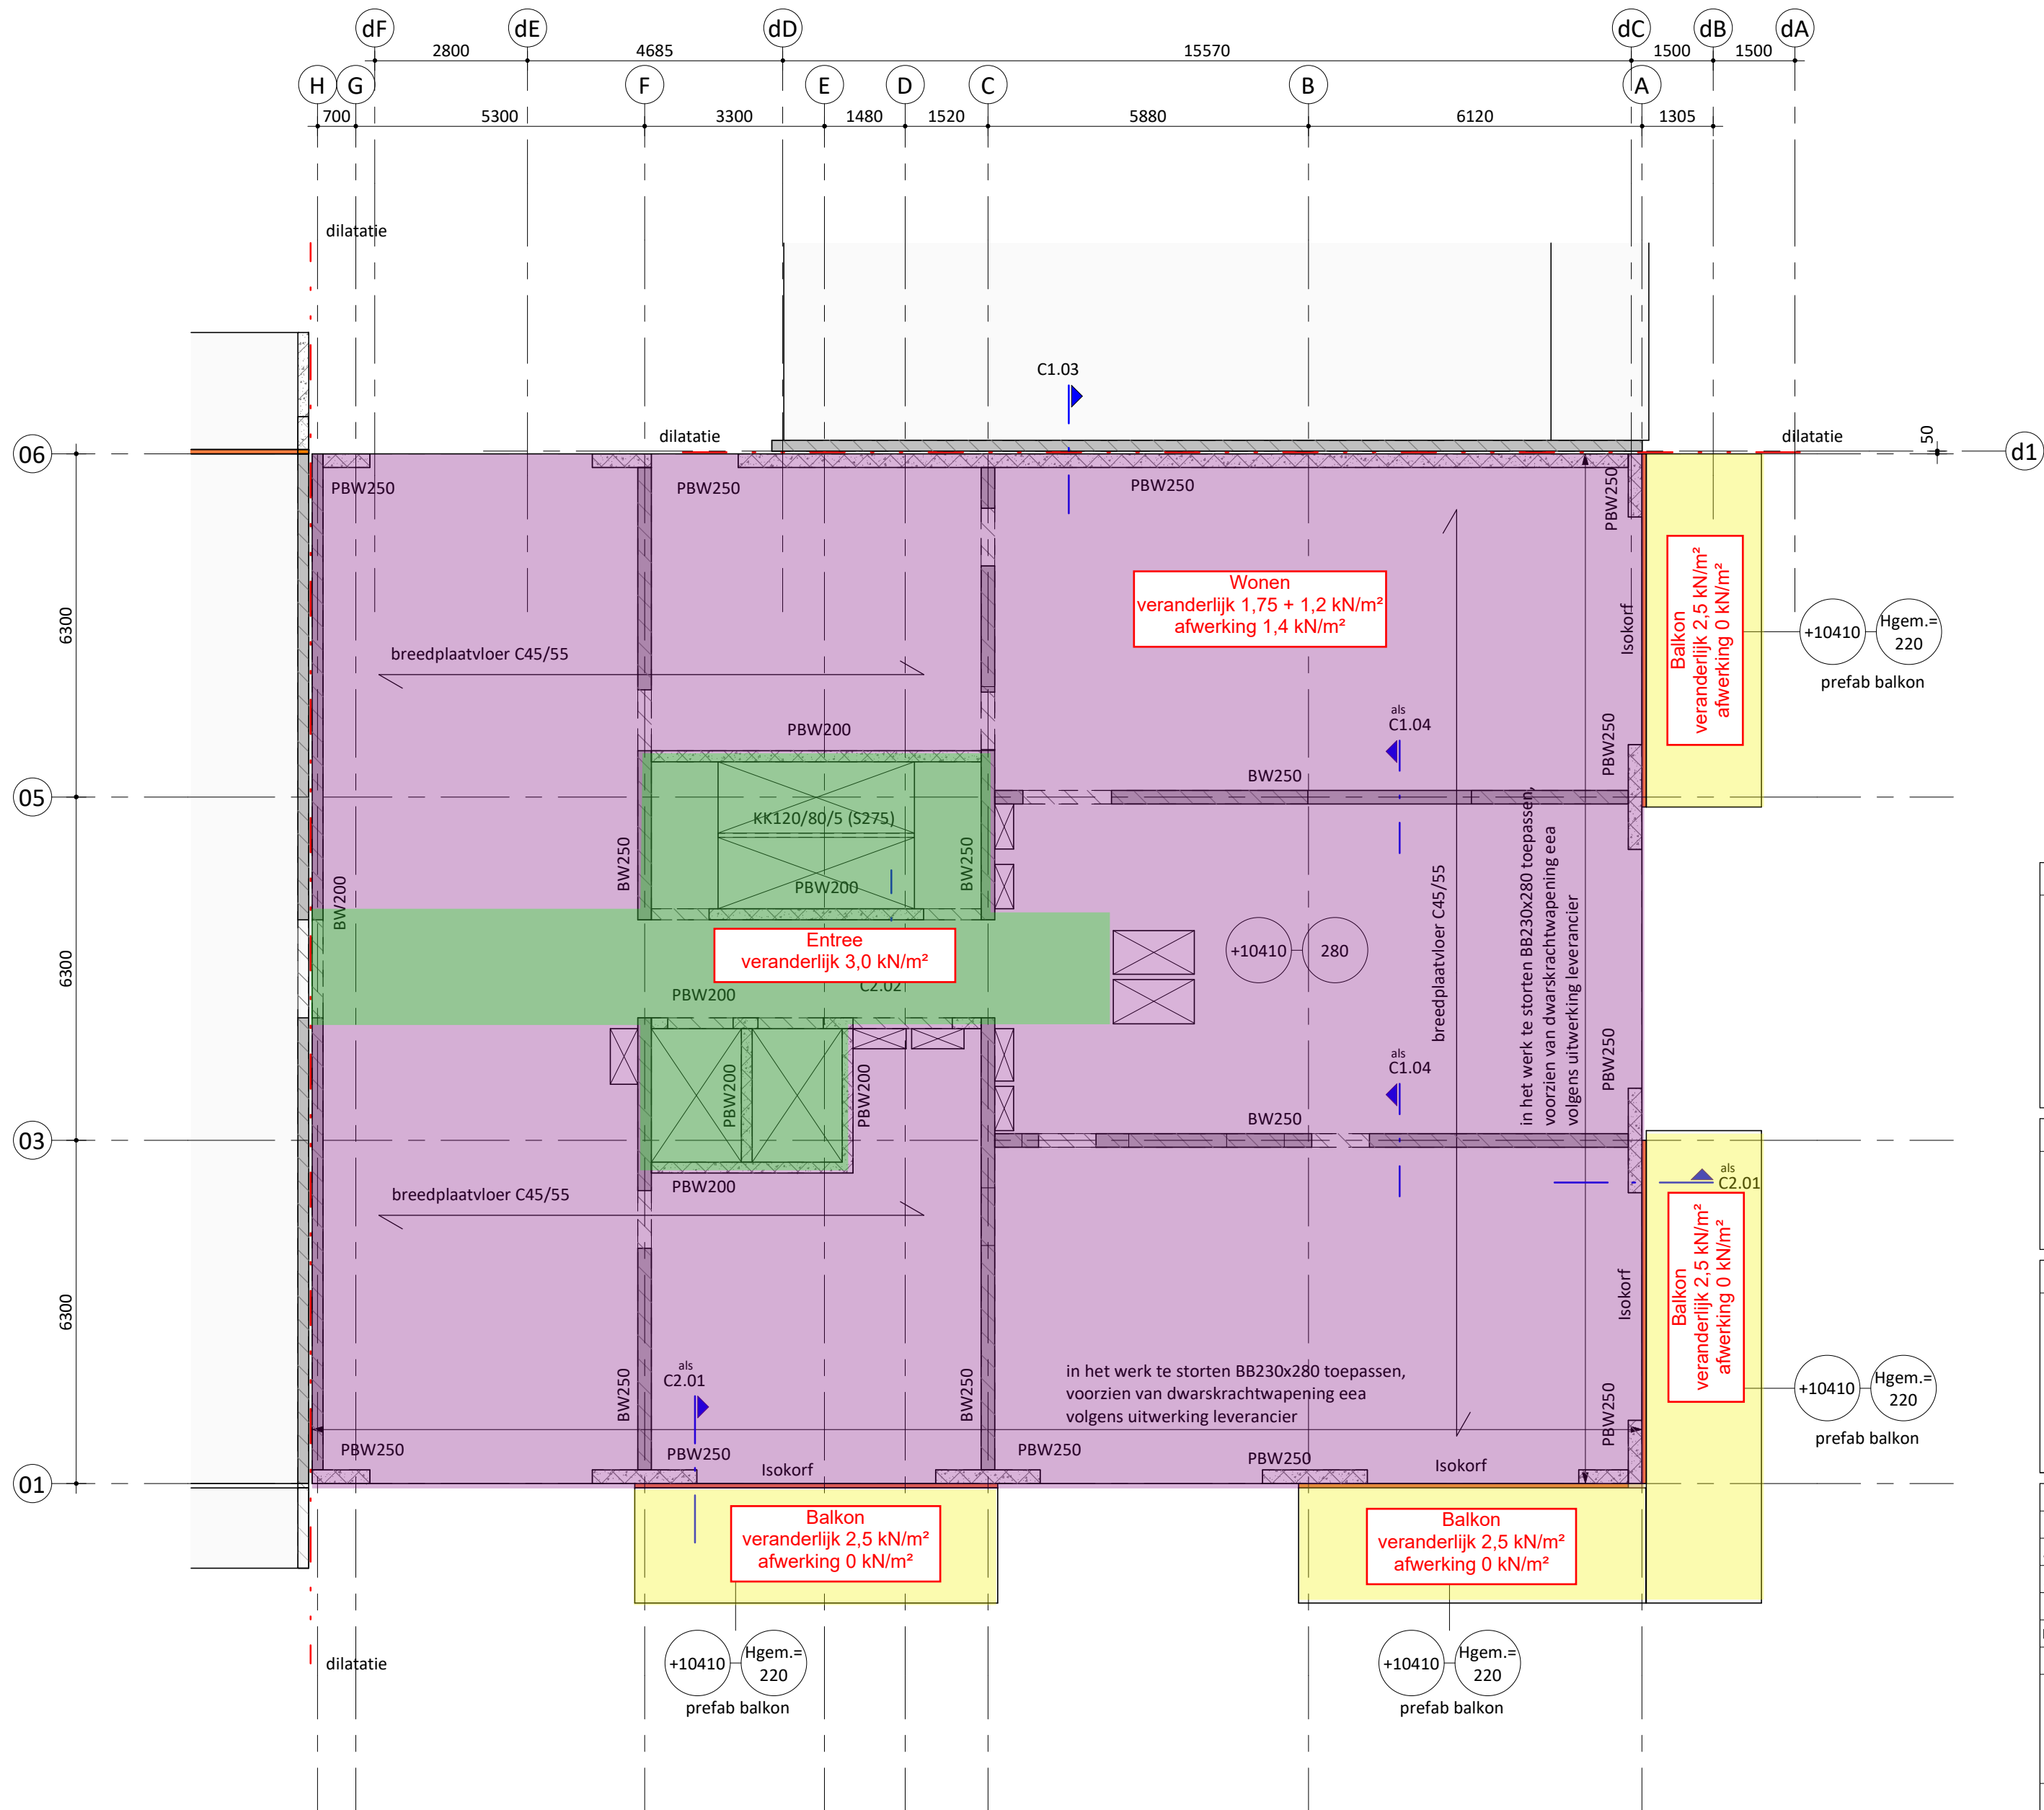 dF
dE
dD
dC
dB
dA
2800
4685
15570
1500
1500
H
G
F
E
D
C
B
A
700
5300
3300
1480
1520
5880
6120
1305
dilatatie
C1.03
dilatatie
dilatatie
50
06
d1
PBW250
PBW250
PBW250
PBW250
Wonen
veranderlijk 1,75 + 1,2 kN/m²
afwerking 1,4 kN/m²
Balkon
veranderlijk 2,5 kN/m²
afwerking 0 kN/m²
6300
Isokorf
+10410
Hgem.=
220
prefab balkon
breedplaatvloer C45/55
als
C1.04
PBW200
PBW250
BW250
05
KK120/80/5 (S275)
BW250
BW250
PBW200
BW200
breedplaatvloer C45/55
in het werk te storten BB230x280 toepassen,
voorzien van dwarskrachtwapening eea
volgens uitwerking leverancier
Entree
veranderlijk 3,0 kN/m²
+10410
280
6300
C2.02
PBW200
als
C1.04
PBW250
PBW200
PBW200
BW250
03
als
C2.01
PBW200
breedplaatvloer C45/55
Balkon
veranderlijk 2,5 kN/m²
afwerking 0 kN/m²
6300
Isokorf
als
C2.01
BW250
BW250
in het werk te storten BB230x280 toepassen,
voorzien van dwarskrachtwapening eea
volgens uitwerking leverancier
PBW250
+10410
Hgem.=
220
prefab balkon
PBW250
PBW250
PBW250
PBW250
Isokorf
Isokorf
01
Balkon
veranderlijk 2,5 kN/m²
afwerking 0 kN/m²
Balkon
veranderlijk 2,5 kN/m²
afwerking 0 kN/m²
dilatatie
+10410
Hgem.=
220
prefab balkon
+10410
Hgem.=
220
prefab balkon